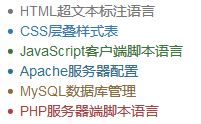 HTML超文本标注语言
CSS层叠样式表
JavaScript客户端脚本语言
Apache服务器配置
MySQL数据库管理
PHP服务器端脚本语言